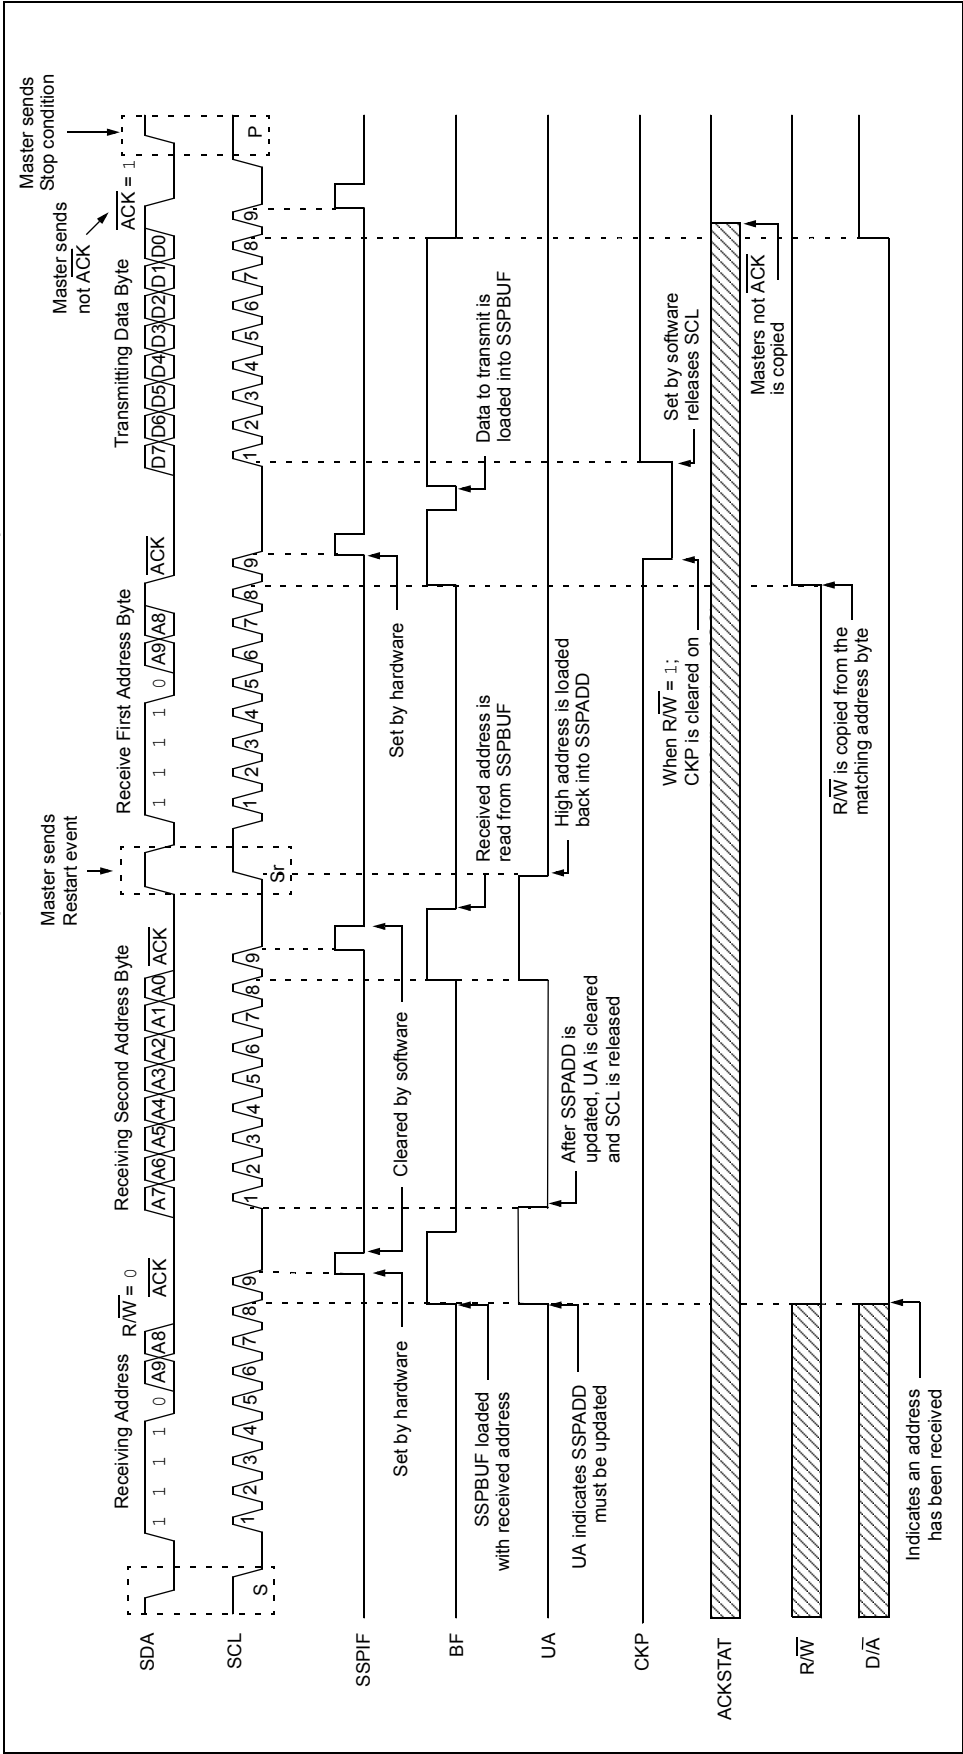 Master sends
Stop condition
Master sends
not A̅C̅K̅
Master sends
Restart event
Receiving Address
R/W̅ = 0
A̅C̅K̅
Receiving Second Address Byte
Receive First Address Byte
Transmitting Data Byte
A̅C̅K̅ = 1
SDA
1 1 1 1 0 A9 A8
A7 A6 A5 A4 A3 A2 A1 A0 A̅C̅K̅
1 1 1 1 0 A9 A8 A̅C̅K̅
D7 D6 D5 D4 D3 D2 D1 D0
SCL
S
1 2 3 4 5 6 7 8 9
1 2 3 4 5 6 7 8 9
Sr
1 2 3 4 5 6 7 8 9
1 2 3 4 5 6 7 8 9
P
SSPIF
Set by hardware
Cleared by software
Set by hardware
BF
SSPBUF loaded
with received address
Received address is
read from SSPBUF
Data to transmit is
loaded into SSPBUF
UA
UA indicates SSPADD
must be updated
After SSPADD is
updated, UA is cleared
and SCL is released
High address is loaded
back into SSPADD
CKP
When R/W̅ = 1;
CKP is cleared on
Set by software
releases SCL
ACKSTAT
Masters not A̅C̅K̅
is copied
R/W̅
R/W̅ is copied from the
matching address byte
D/A̅
Indicates an address
has been received